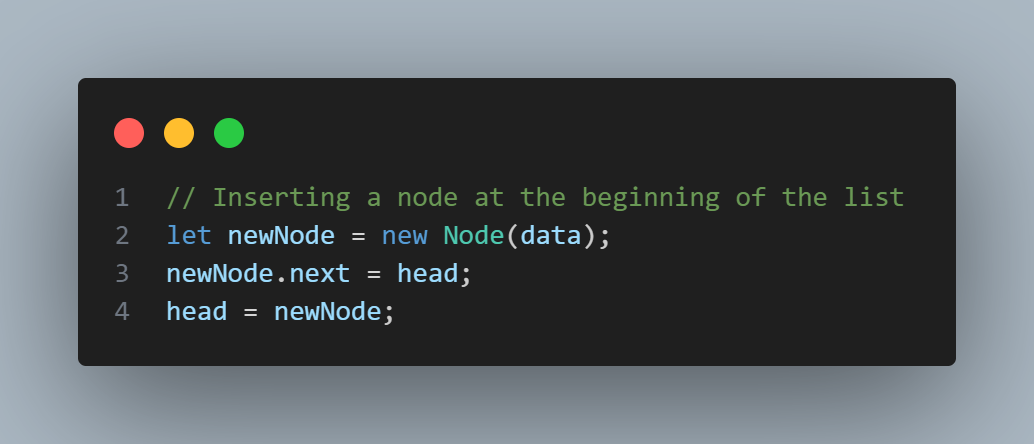 1 // Inserting a node at the beginning of the list
2 let newNode = new Node(data);
3 newNode.next = head;
4 head = newNode;